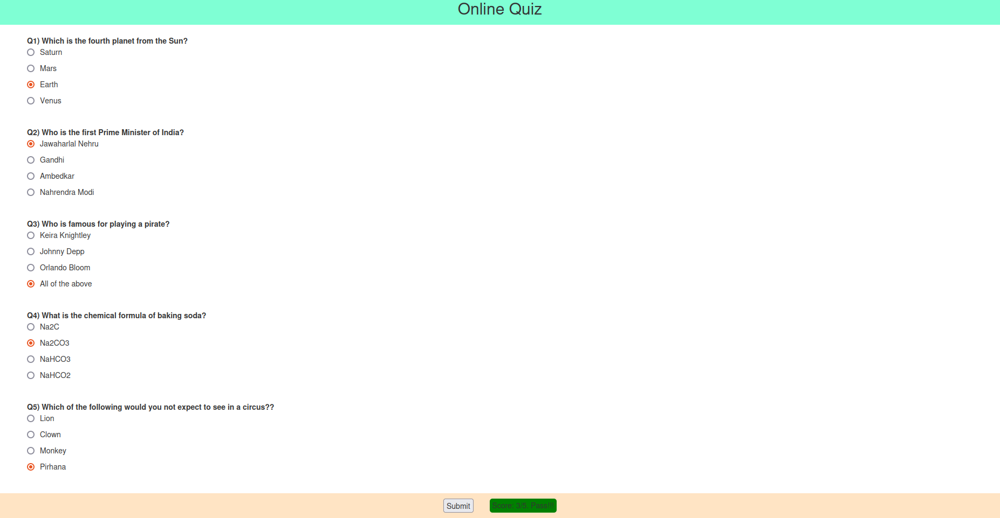 Online Quiz
Q1) Which is the fourth planet from the Sun?
Saturn
Mars
Earth
Venus
Q2) Who is the first Prime Minister of India?
Jawaharlal Nehru
Gandhi
Ambedkar
Nahrendra Modi
Q3) Who is famous for playing a pirate?
Keira Knightley
Johnny Depp
Orlando Bloom
All of the above
Q4) What is the chemical formula of baking soda?
Na2C
Na2CO3
NaHCO3
NaHCO2
Q5) Which of the following would you not expect to see in a circus??
Lion
Clown
Monkey
Pirhana
Submit Score: 3/5. Pass!!!